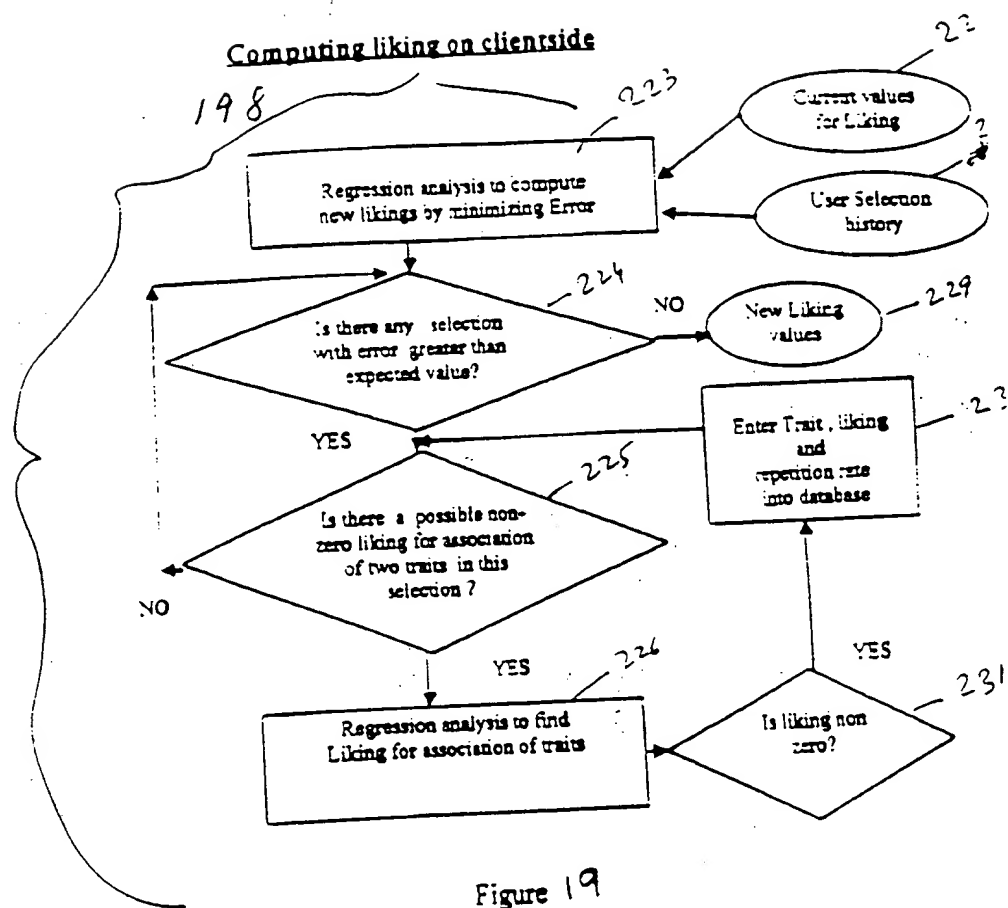 Computing liking on clientside
198
223
22
Current values
for Liking
Regression analysis to compute
new likings by minimizing Error
User Selection
history
224
Is there any selection
with error greater than
expected value?
NO
New Liking
values
229
YES
Enter Trait, liking
and
repetition rate
into database
23
225
Is there a possible non-
zero liking for association
of two traits in this
selection ?
NO
YES
226
YES
Regression analysis to find
Liking for association of traits
Is liking non
zero?
231
Figure 19